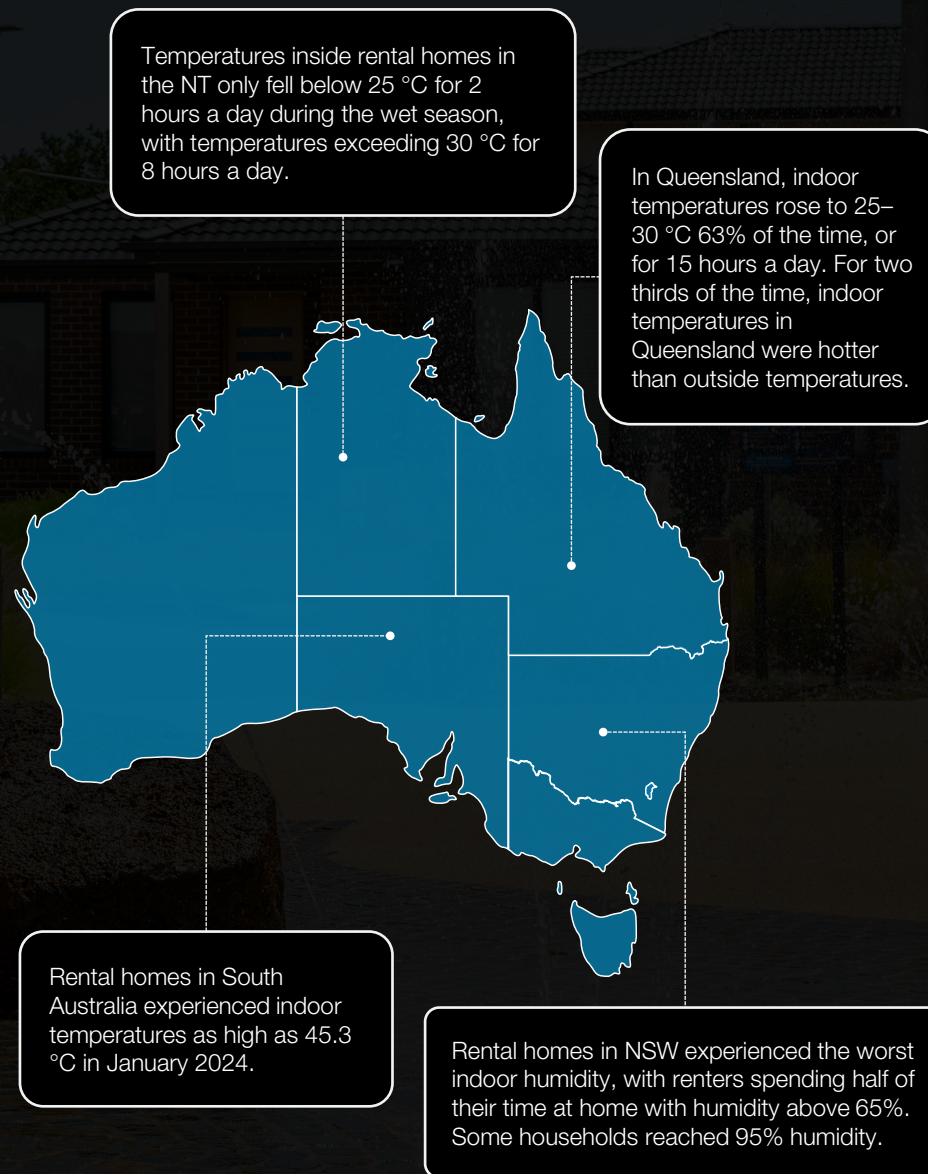 Temperatures inside rental homes in
the NT only fell below 25 °C for 2
hours a day during the wet season,
with temperatures exceeding 30 °C for
8 hours a day.
In Queensland, indoor
temperatures rose to 25–
30 °C 63% of the time, or
for 15 hours a day. For two
thirds of the time, indoor
temperatures in
Queensland were hotter
than outside temperatures.
Rental homes in South
Australia experienced indoor
temperatures as high as 45.3
°C in January 2024.
Rental homes in NSW experienced the worst
indoor humidity, with renters spending half of
their time at home with humidity above 65%.
Some households reached 95% humidity.